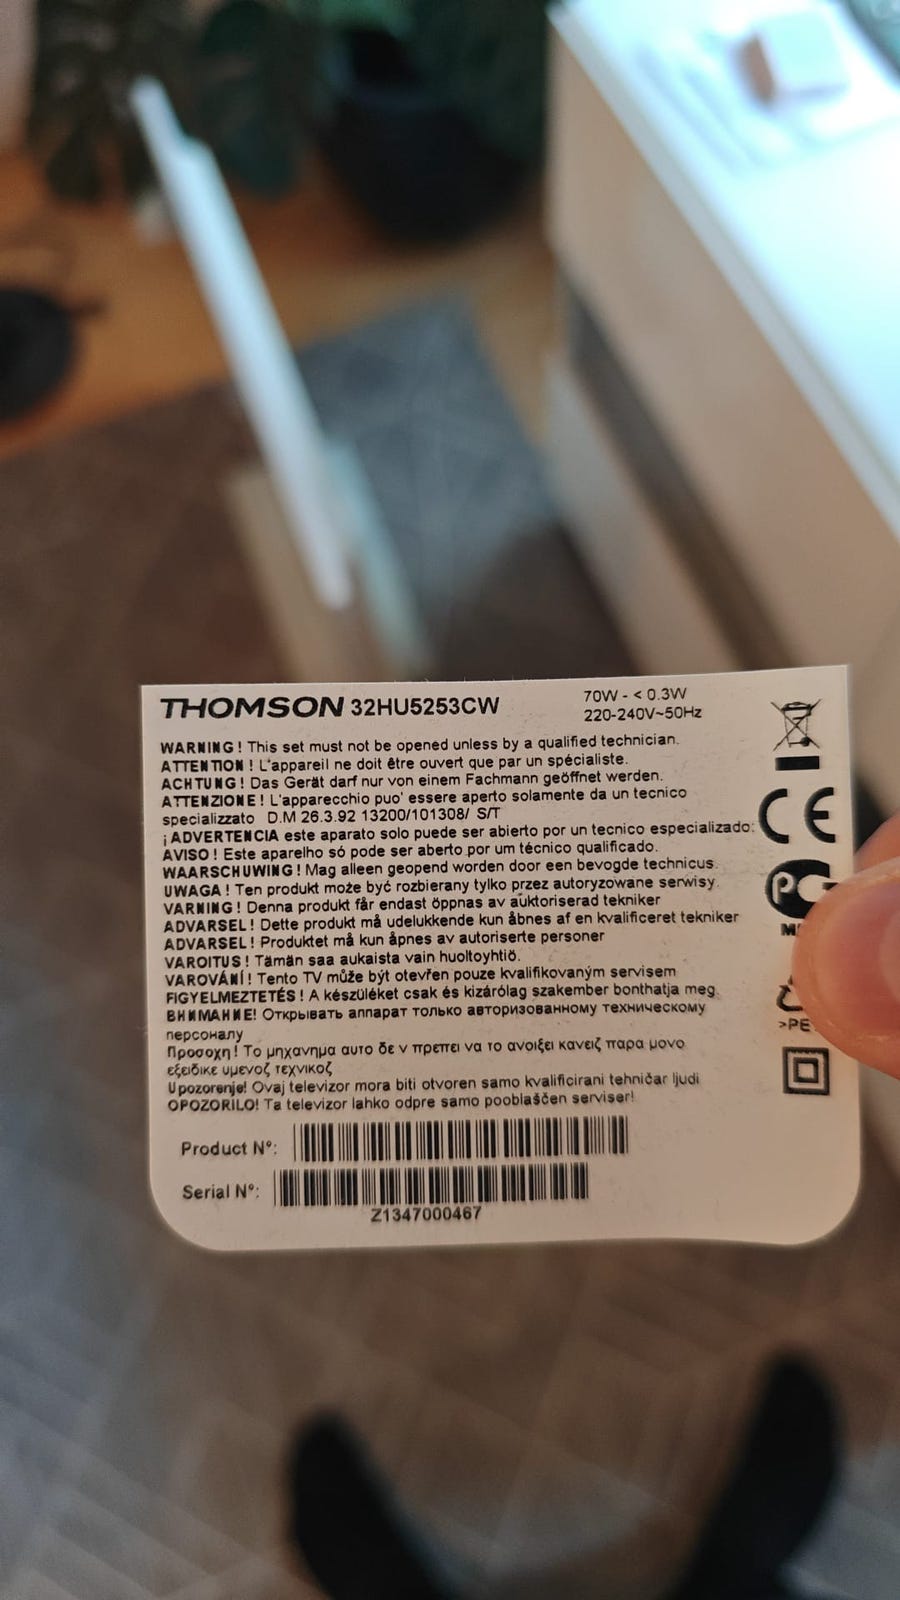 THOMSON 32HU5253CW
70W - < 0.3W
220-240V~50Hz
WARNING! This set must not be opened unless by a qualified technician.
ATTENTION ! L'appareil ne doit être ouvert que par un spécialiste.
ACHTUNG! Das Gerät darf nur von einem Fachmann geöffnet werden.
ATTENZIONE! L'apparecchio puo' essere aperto solamente da un tecnico
specializzato D.M 26.3.92 13200/101308/ S/T
¡ADVERTENCIA este aparato solo puede ser abierto por un tecnico especializado:
AVISO! Este aparelho só pode ser aberto por um técnico qualificado.
WAARSCHUWING! Mag alleen geopend worden door een bevogde technicus.
UWAGA! Ten produkt może być rozbierany tylko przez autoryzowane serwisy.
VARNING! Denna produkt får endast öppnas av auktoriserad tekniker
ADVARSEL! Dette produkt må udelukkende kun åbnes af en kvalificeret tekniker
ADVARSEL! Produktet må kun åpnes av autoriserte personer
VAROITUS! Tämän saa aukaista vain huoltoyhtiö.
VAROVÁNÍ! Tento TV může být otevřen pouze kvalifikovaným servisem
FIGYELMEZTETÉS! A készüléket csak és kizárólag szakember bonthatja meg.
ВНИМАНИЕ! Открывать аппарат только авторизованному техническому
персоналу
Προσοχη! Το μηχανημα αυτο δε ν πρεπει να το ανοιξει κανειζ παρα μονο
εξειδικε υμενοζ τεχνικοζ
Upozorenje! Ovaj televizor mora biti otvoren samo kvalificirani tehničar ljudi
OPOZORILO! Ta televizor lahko odpre samo pooblaščen serviser!
CE
>PE
Product Nº:
Serial Nº:
Z1347000467